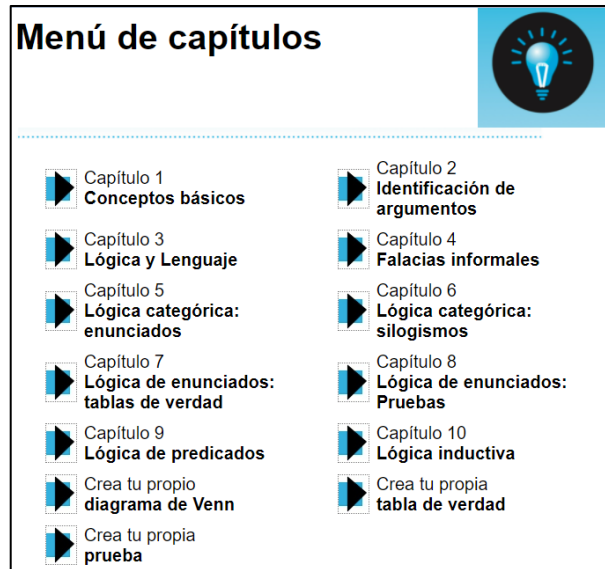 Menú de capítulos
Capítulo 1
Conceptos básicos
Capítulo 2
Identificación de
argumentos
Capítulo 3
Lógica y Lenguaje
Capítulo 4
Falacias informales
Capítulo 5
Lógica categórica:
enunciados
Capítulo 6
Lógica categórica:
silogismos
Capítulo 7
Lógica de enunciados:
tablas de verdad
Capítulo 8
Lógica de enunciados:
Pruebas
Capítulo 9
Lógica de predicados
Capítulo 10
Lógica inductiva
Crea tu propio
diagrama de Venn
Crea tu propia
tabla de verdad
Crea tu propia
prueba